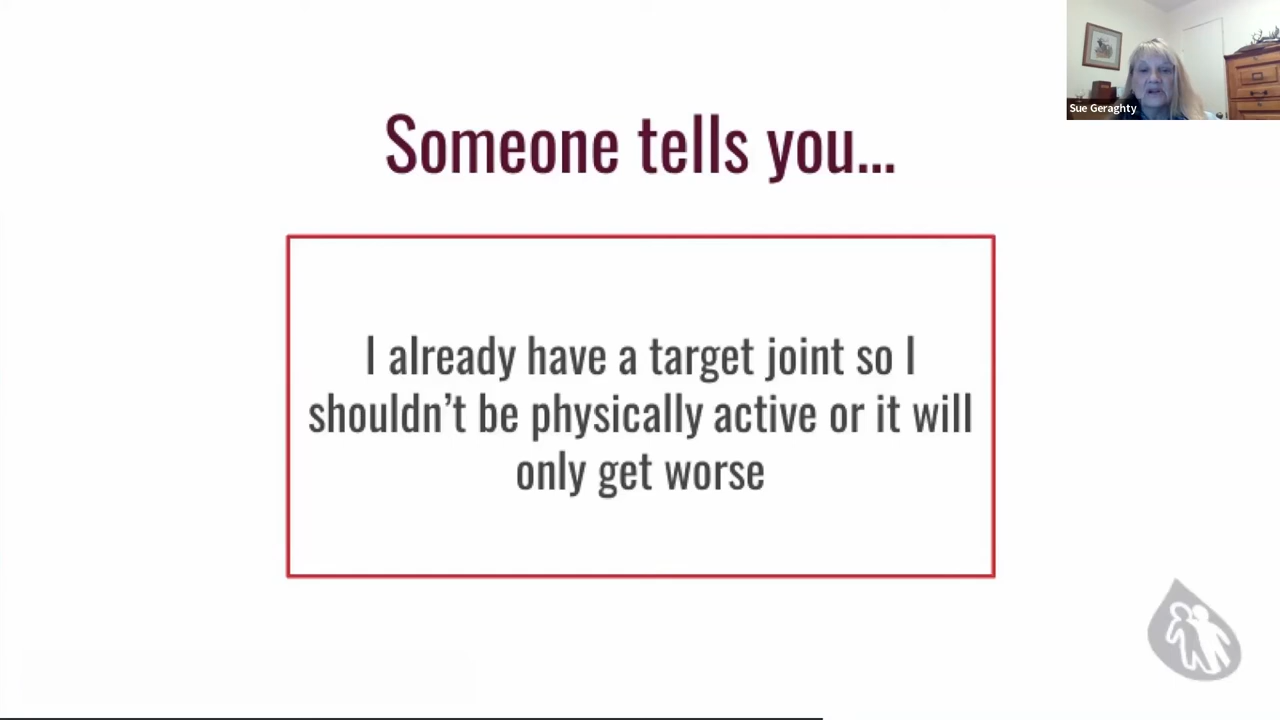 Sue Geraghty
Someone tells you...
I already have a target joint so I
shouldn’t be physically active or it will
only get worse